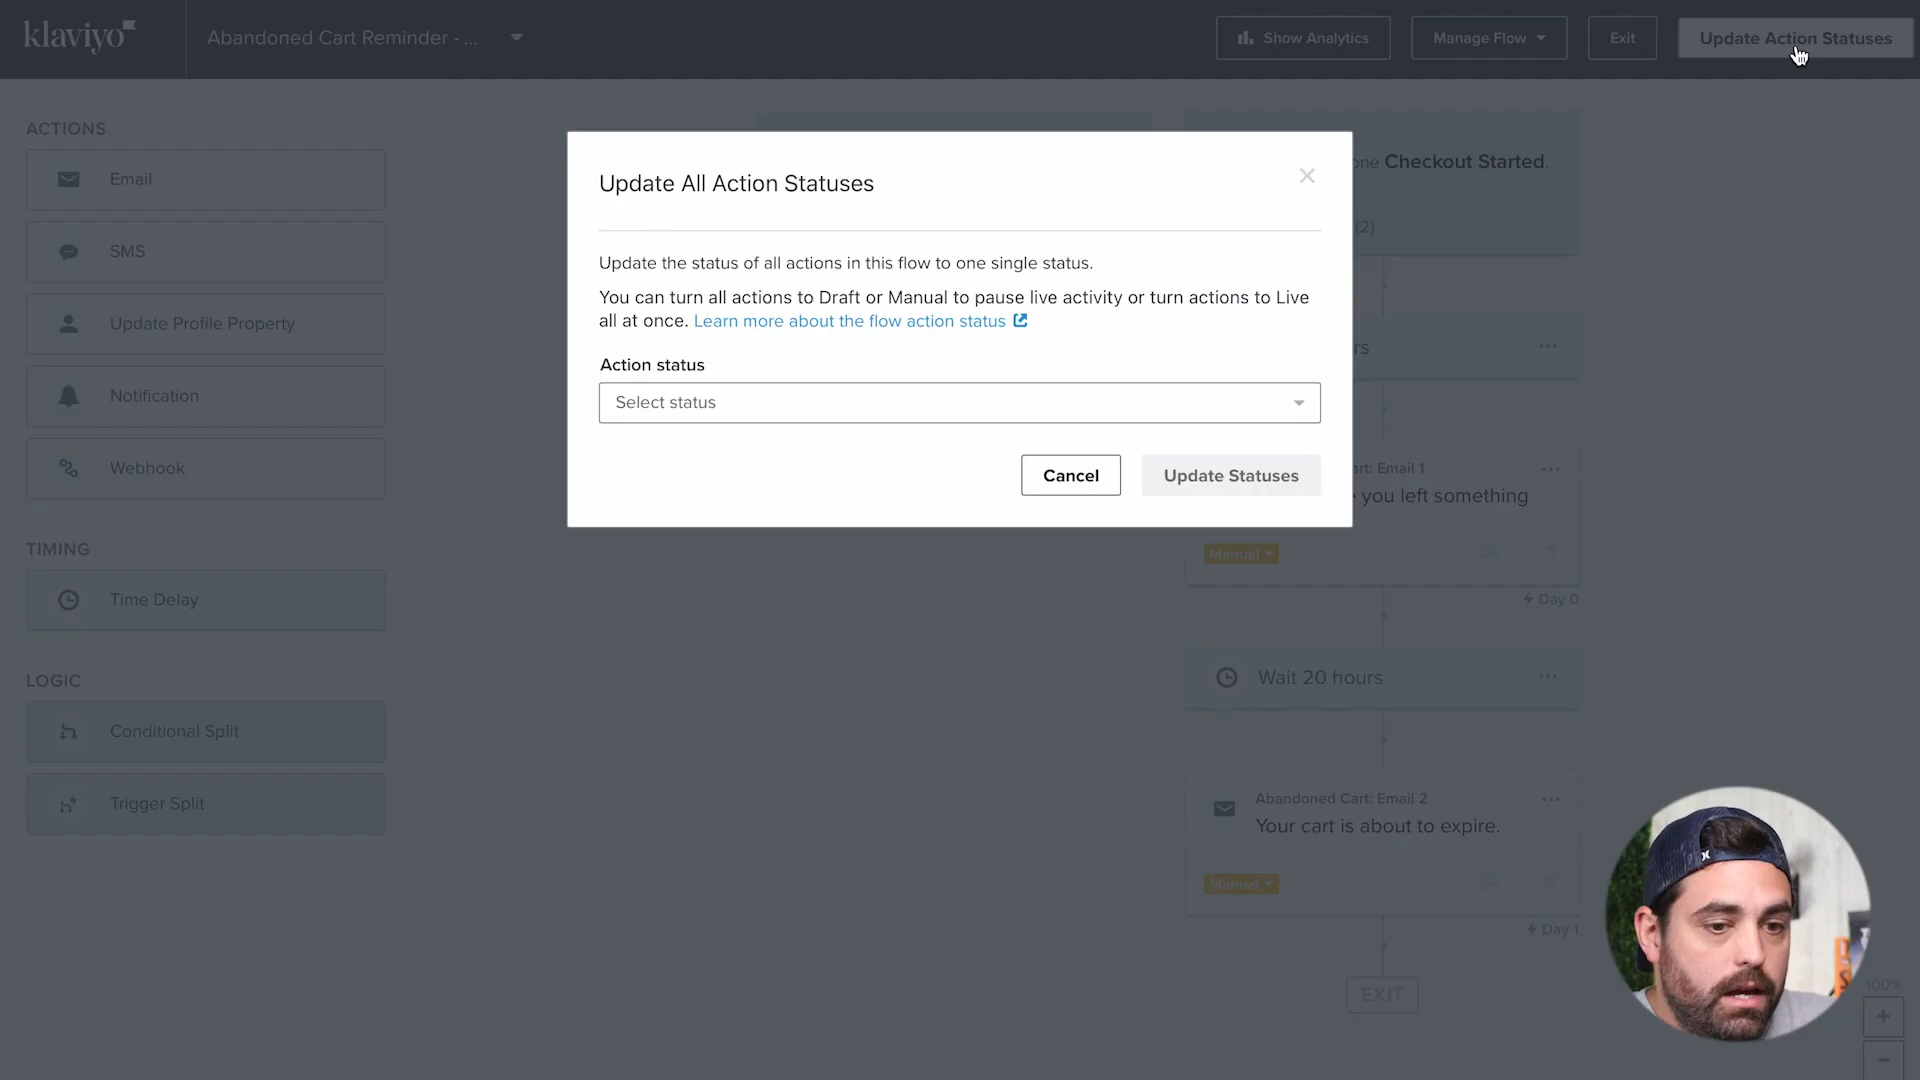 klaviyo
Abandoned Cart Reminder - ...
Show Analytics
Manage Flow
Exit
Update Action Statuses
ACTIONS
Email
SMS
Update Profile Property
Notification
Webhook
TIMING
Time Delay
LOGIC
Conditional Split
Trigger Split
Update All Action Statuses
Update the status of all actions in this flow to one single status.
You can turn all actions to Draft or Manual to pause live activity or turn actions to Live
all at once. Learn more about the flow action status
Action status
Select status
Cancel
Update Statuses
one Checkout Started.
(2)
rs
rt: Email 1
you left something
Manual
Day 0
Wait 20 hours
Abandoned Cart: Email 2
Your cart is about to expire.
Manual
Day 1
EXIT
100%